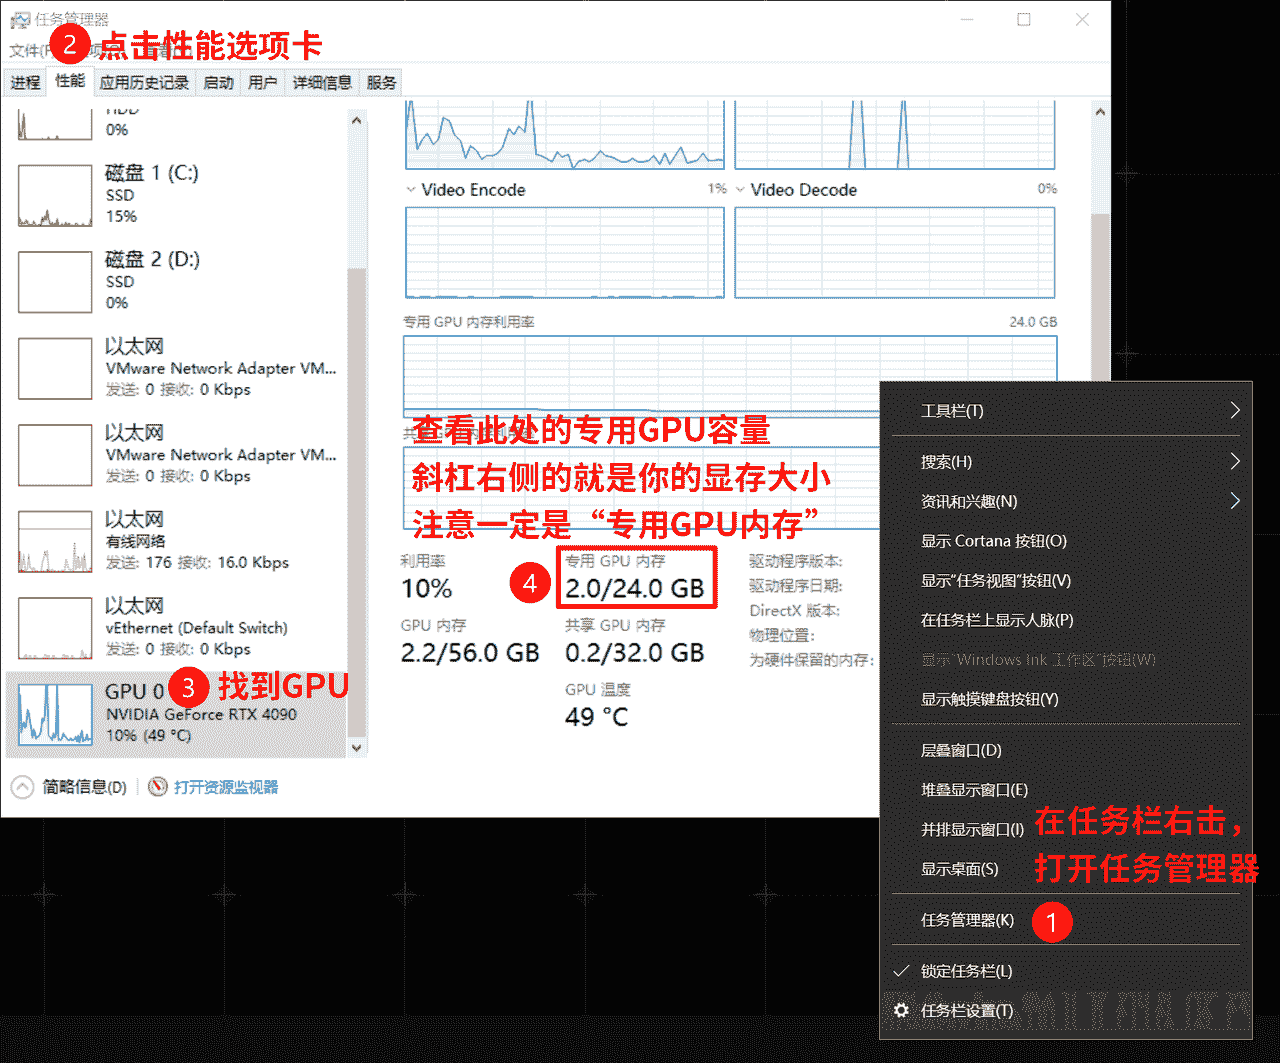 任务管理器
2 点击性能选项卡
进程 性能 应用历史记录 启动 用户 详细信息 服务
HDD
0%
磁盘 1 (C:)
SSD
15%
磁盘 2 (D:)
SSD
0%
以太网
VMware Network Adapter VM...
发送: 0 接收: 0 Kbps
以太网
VMware Network Adapter VM...
发送: 0 接收: 0 Kbps
以太网
有线网络
发送: 176 接收: 16.0 Kbps
以太网
vEthernet (Default Switch)
发送: 0 接收: 0 Kbps
GPU 0
3 找到GPU
NVIDIA GeForce RTX 4090
10% (49 °C)
简略信息(D) 打开资源监视器
Video Encode 1%
Video Decode 0%
专用 GPU 内存利用率 24.0 GB
查看此处的专用GPU容量
斜杠右侧的就是你的显存大小
注意一定是“专用GPU内存”
利用率
10%
4
专用 GPU 内存
2.0/24.0 GB
GPU 内存
2.2/56.0 GB
共享 GPU 内存
0.2/32.0 GB
GPU 温度
49 °C
驱动程序版本:
驱动程序日期:
DirectX 版本:
物理位置:
为硬件保留的内存:
工具栏(T)
搜索(H)
资讯和兴趣(N)
显示 Cortana 按钮(O)
显示“任务视图”按钮(V)
在任务栏上显示人脉(P)
显示“Windows Ink 工作区”按钮(W)
显示触摸键盘按钮(Y)
层叠窗口(D)
堆叠显示窗口(E)
并排显示窗口(I)
显示桌面(S)
在任务栏右击，
打开任务管理器
任务管理器(K) 1
锁定任务栏(L)
任务栏设置(T)